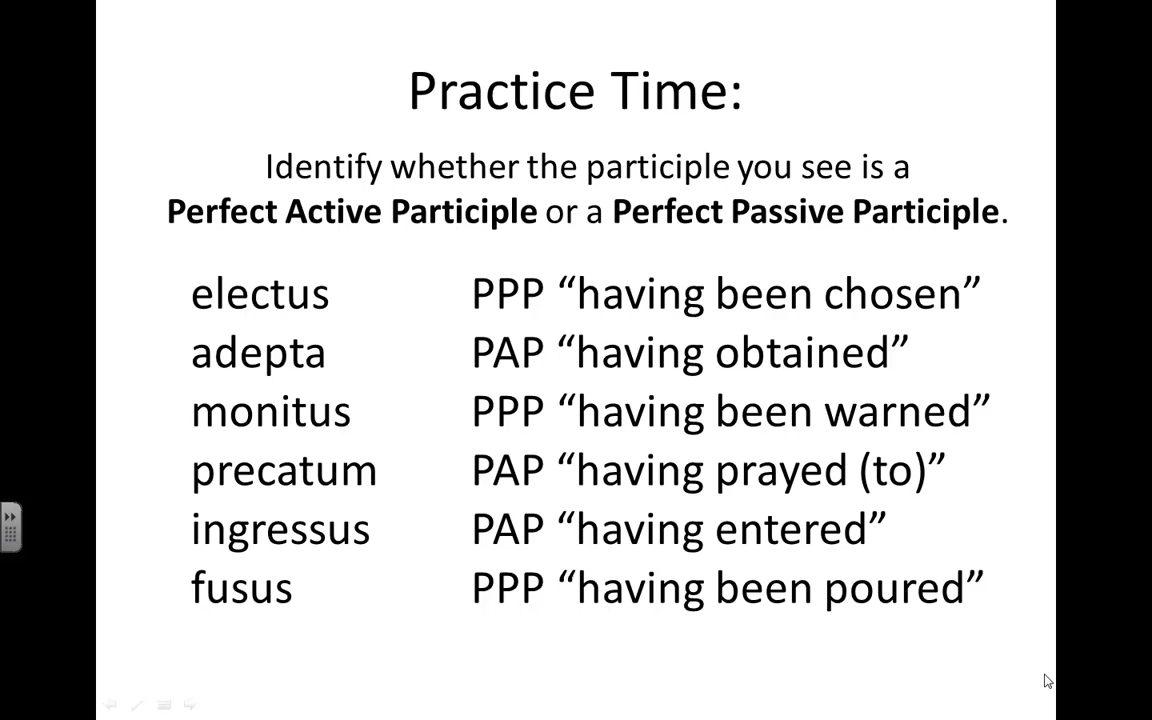 Practice Time:
Identify whether the participle you see is a
Perfect Active Participle or a Perfect Passive Participle.
electus PPP “having been chosen”
adepta PAP “having obtained”
monitus PPP “having been warned”
precatum PAP “having prayed (to)”
ingressus PAP “having entered”
fusus PPP “having been poured”